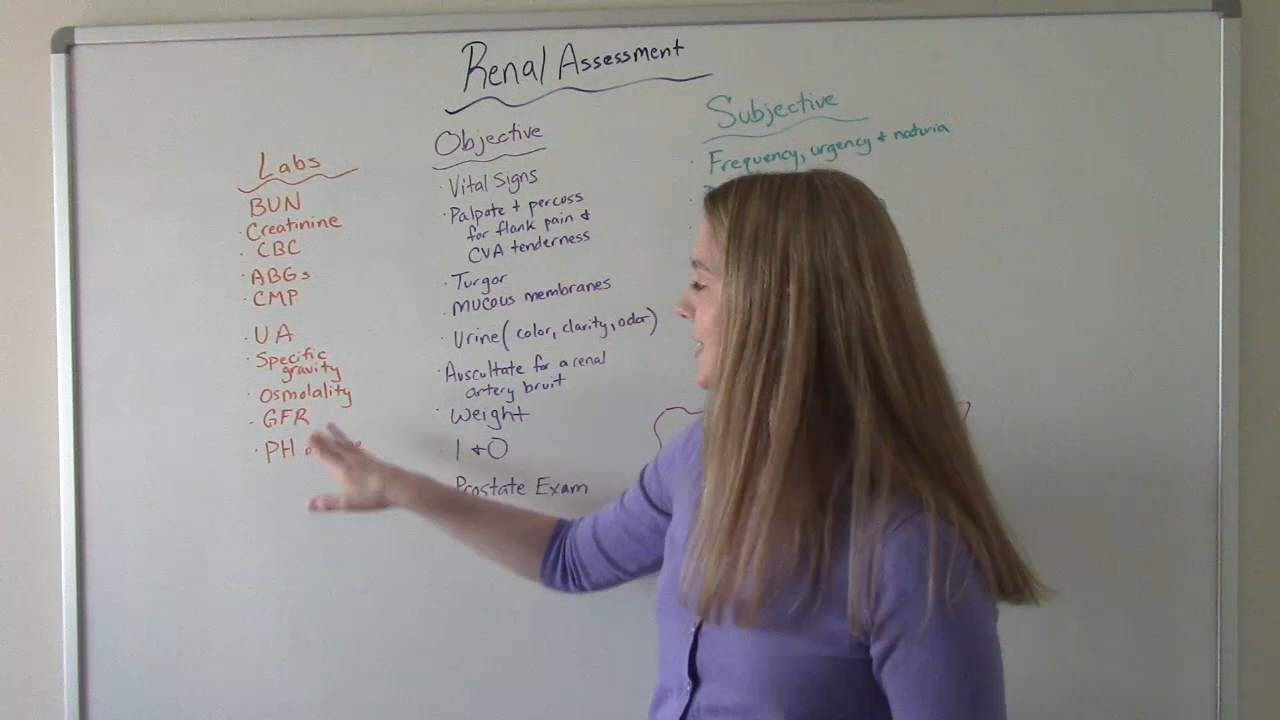 Renal Assessment
Labs
BUN
· Creatinine
· CBC
· ABGs
· CMP
· UA
· Specific
gravity
· Osmolality
· GFR
· PH
Objective
· Vital Signs
· Palpate + percuss
for flank pain &
CVA tenderness
· Turgor
· Mucous membranes
· Urine (color, clarity, odor)
· Auscultate for a renal
artery bruit
· Weight
· I + O
Prostate Exam
Subjective
· Frequency, urgency + nocturia